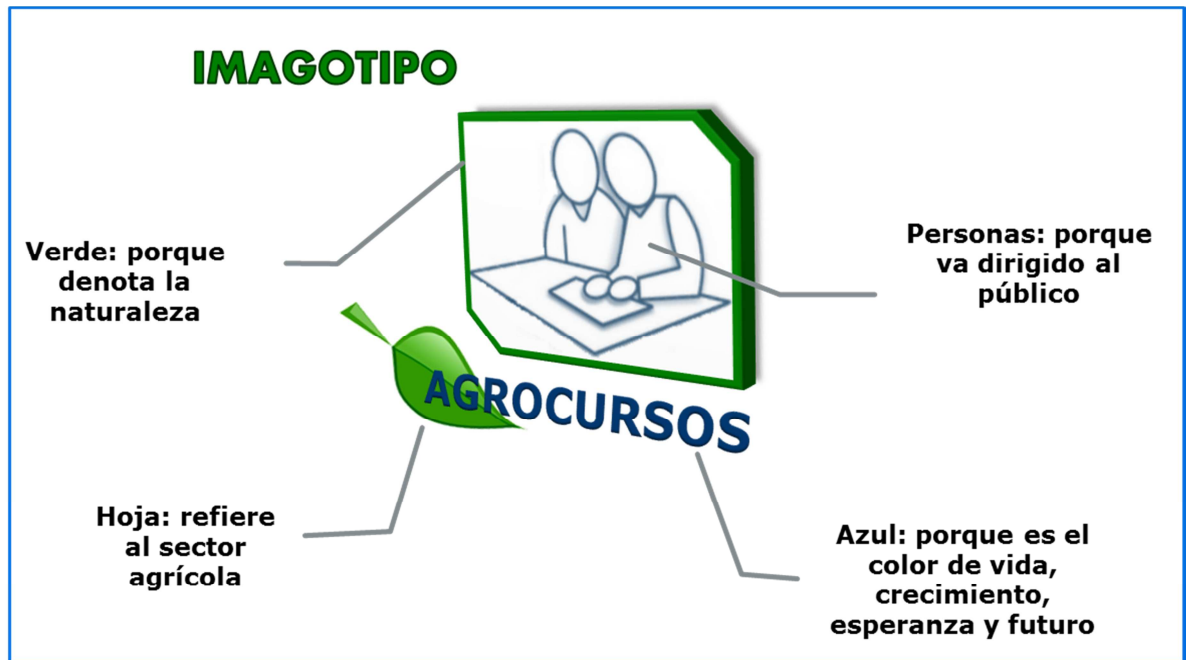 IMAGOTIPO
Verde: porque
denota la
naturaleza
Personas: porque
va dirigido al
público
AGROCURSOS
Hoja: refiere
al sector
agrícola
Azul: porque es el
color de vida,
crecimiento,
esperanza y futuro